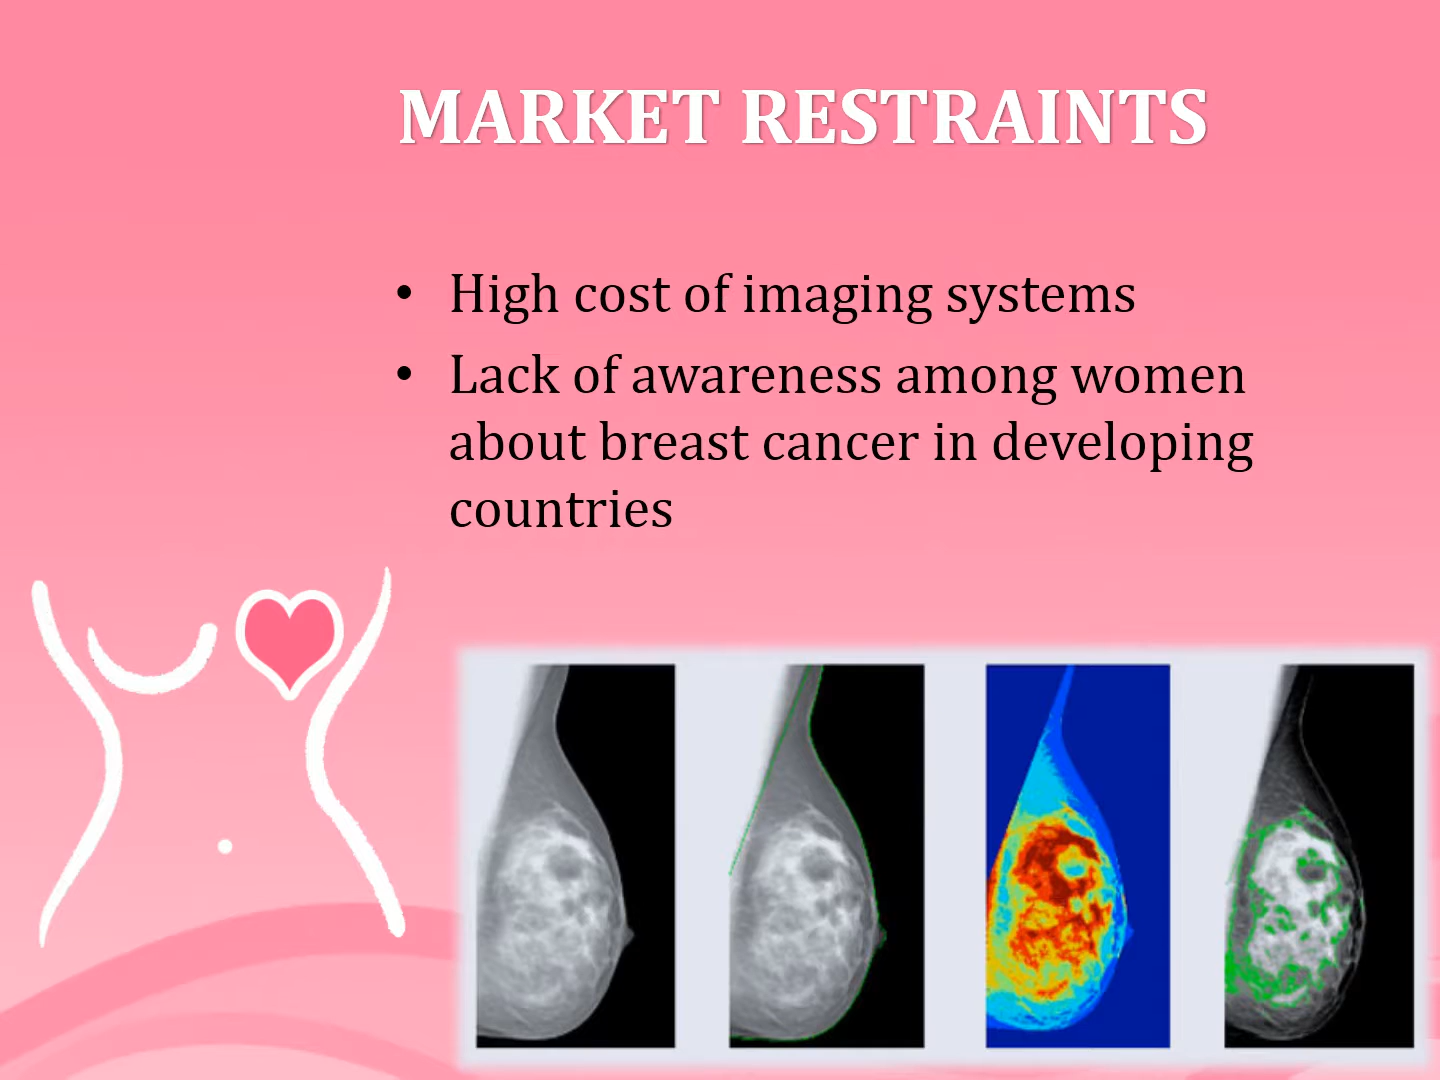 MARKET RESTRAINTS
• High cost of imaging systems
• Lack of awareness among women
about breast cancer in developing
countries